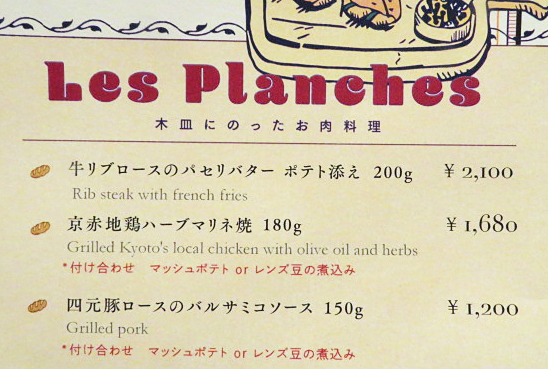 Les Planches
木皿にのったお肉料理
牛リブロースのパセリバター ポテト添え 200g ¥2,100
Rib steak with french fries
京赤地鶏ハーブマリネ焼 180g ¥1,680
Grilled Kyoto's local chicken with olive oil and herbs
*付け合わせ マッシュポテト or レンズ豆の煮込み
四元豚ロースのバルサミコソース 150g ¥1,200
Grilled pork
*付け合わせ マッシュポテト or レンズ豆の煮込み